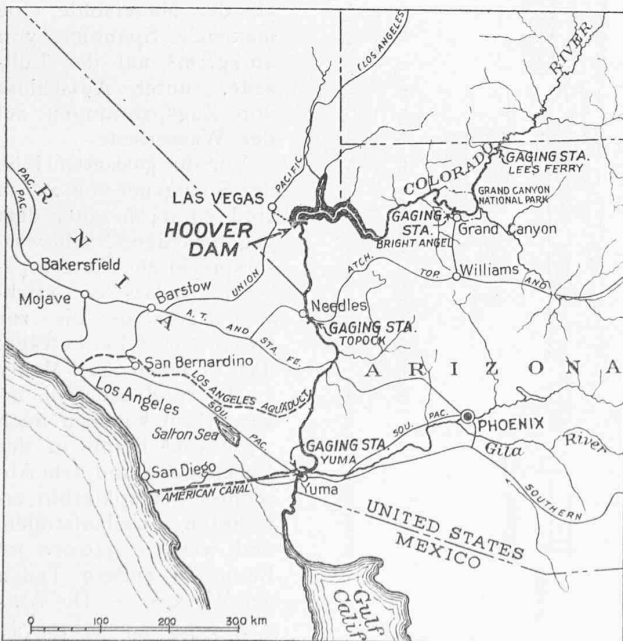 (LOS ANGELES
RIVER
PAC.
R N I A
PAC.
LAS VEGAS
PACIFIC
COLORADO
GAGING STA.
LEES FERRY
GRAND CANYON
NATIONAL PARK
HOOVER
DAM
GAGING
STA.
BRIGHT ANGEL
Grand Canyon
Bakersfield
UNION
ATCH.
TOP.
AND
Williams
Mojave
Barstow
A. T. AND STA. FE.
Needles
GAGING STA.
TOPOCK
San Bernardino
LOS ANGELES AQUÄDUCT
ARIZONA
Los Angeles
SOU. PAC.
Salton Sea
GAGING STA.
YUMA
SOU. PAC.
PHOENIX
Gila River
San Diego
AMERICAN CANAL
Yuma
SOUTHERN
UNITED STATES
MEXICO
Gulf
Calif
0 100 200 300 km